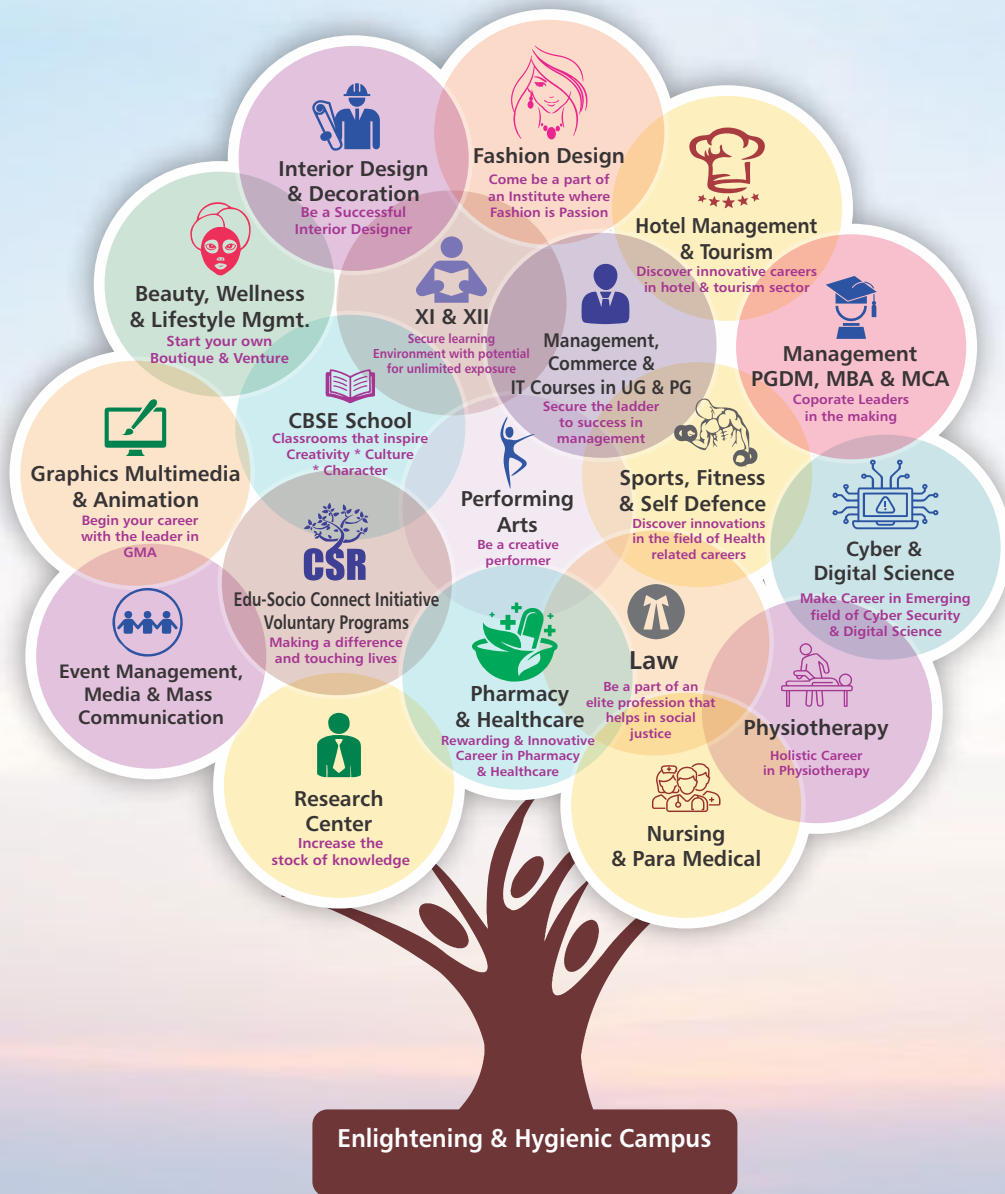 Interior Design
& Decoration
Be a Successful
Interior Designer
Fashion Design
Come be a part of
an Institute where
Fashion is Passion
Hotel Management
& Tourism
Discover innovative careers
in hotel & tourism sector
Beauty, Wellness
& Lifestyle Mgmt.
Start your own
Boutique & Venture
XI & XII
Secure learning
Environment with potential
for unlimited exposure
Management,
Commerce &
IT Courses in UG & PG
Secure the ladder
to success in
management
Management
PGDM, MBA & MCA
Coporate Leaders
in the making
Graphics Multimedia
& Animation
Begin your career
with the leader in
GMA
CBSE School
Classrooms that inspire
Creativity * Culture
* Character
Performing
Arts
Be a creative
performer
Sports, Fitness
& Self Defence
Discover innovations
in the field of Health
related careers
Cyber &
Digital Science
Make Career in Emerging
field of Cyber Security
& Digital Science
Event Management,
Media & Mass
Communication
CSR
Edu-Socio Connect Initiative
Voluntary Programs
Making a difference
and touching lives
Pharmacy
& Healthcare
Rewarding & Innovative
Career in Pharmacy
& Healthcare
Law
Be a part of an
elite profession that
helps in social
justice
Physiotherapy
Holistic Career
in Physiotherapy
Research
Center
Increase the
stock of knowledge
Nursing
& Para Medical
Enlightening & Hygienic Campus